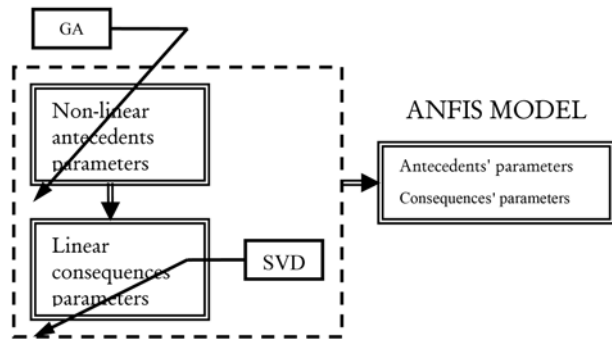 GA
Non-linear
antecedents
parameters
ANFIS MODEL
Antecedents' parameters
Consequences' parameters
Linear
consequences
parameters
SVD